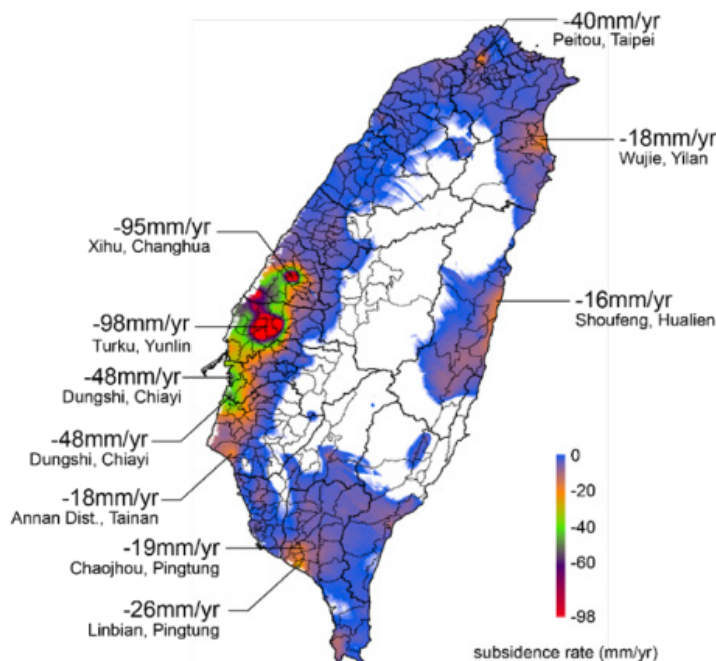 -40mm/yr
Peitou, Taipei
-18mm/yr
Wujie, Yilan
-95mm/yr
Xihu, Changhua
-16mm/yr
Shoufeng, Hualien
-98mm/yr
Turku, Yunlin
-48mm/yr
Dungshi, Chiayi
-48mm/yr
Dungshi, Chiayi
-18mm/yr
Annan Dist., Tainan
-19mm/yr
Chaojhou, Pingtung
-26mm/yr
Linbian, Pingtung
0
-20
-40
-60
-98
subsidence rate (mm/yr)